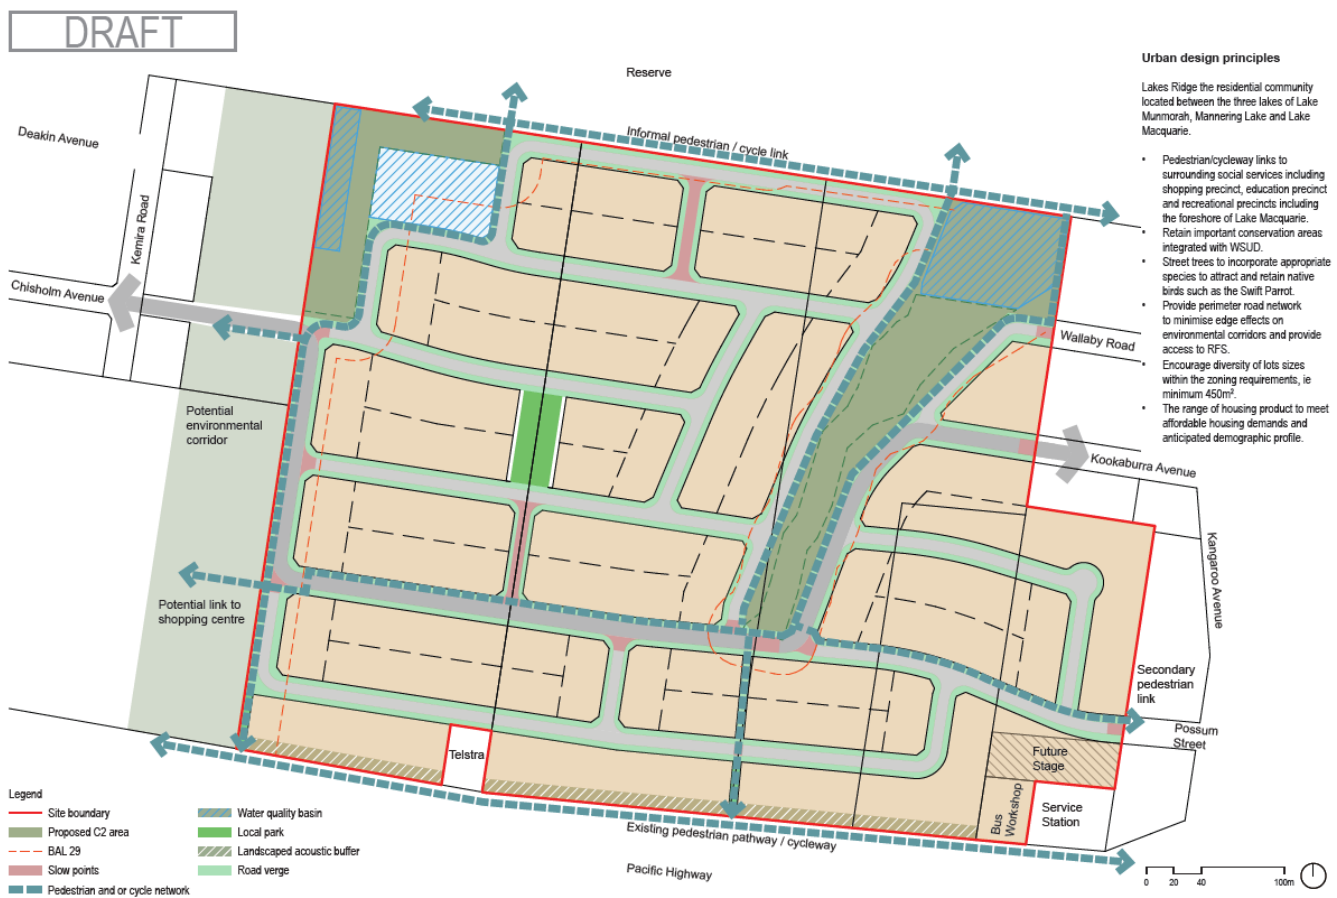 DRAFT
Reserve
Urban design principles
Lakes Ridge the residential community
located between the three lakes of Lake
Munmorah, Mannering Lake and Lake
Macquarie.
• Pedestrian/cycleway links to
surrounding social services including
shopping precinct, education precinct
and recreational precincts including
the foreshore of Lake Macquarie.
• Retain important conservation areas
integrated with WSUD.
• Street trees to incorporate appropriate
species to attract and retain native
birds such as the Swift Parrot.
• Provide perimeter road network
to minimise edge effects on
environmental corridors and provide
access to RFS.
• Encourage diversity of lots sizes
within the zoning requirements, ie
minimum 450m².
• The range of housing product to meet
affordable housing demands and
anticipated demographic profile.
Deakin Avenue
Informal pedestrian / cycle link
Kemira Road
Chisholm Avenue
Wallaby Road
Potential
environmental
corridor
Kookaburra Avenue
Kangaroo Avenue
Potential link to
shopping centre
Secondary
pedestrian
link
Possum
Street
Telstra
Future
Stage
Bus
Workshop
Service
Station
Existing pedestrian pathway / cycleway
Pacific Highway
Legend
Site boundary
Proposed C2 area
BAL 29
Slow points
Pedestrian and or cycle network
Water quality basin
Local park
Landscaped acoustic buffer
Road verge
0 20 40 100m